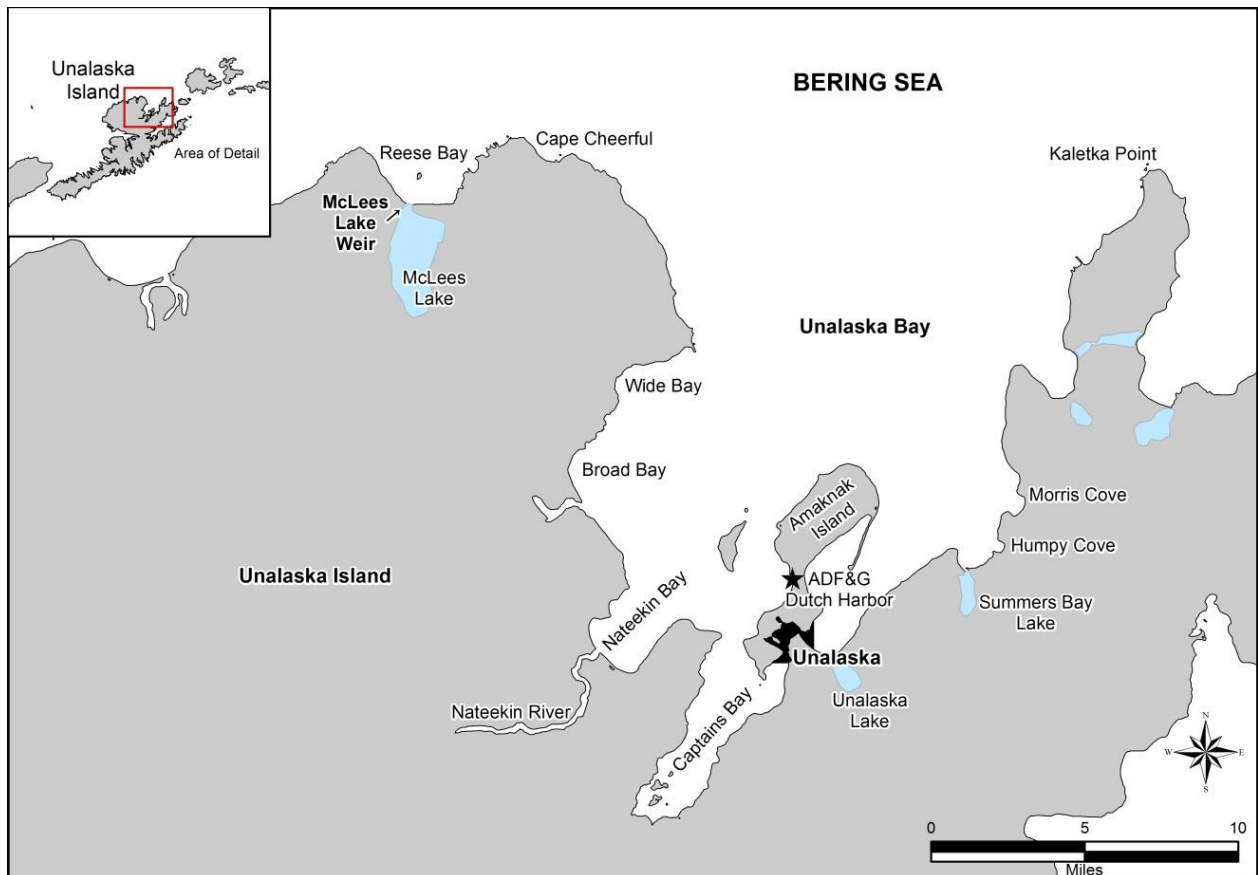 Unalaska
Island
Area of Detail
BERING SEA
Cape Cheerful
Reese Bay
Kaletka Point
McLees
Lake
Weir
McLees
Lake
Unalaska Bay
Wide Bay
Broad Bay
Amaknak
Island
Morris Cove
Humpy Cove
Unalaska Island
ADF&G
Dutch Harbor
Summers Bay
Lake
Nateekin Bay
Unalaska
Unalaska
Lake
Nateekin River
Captains Bay
N
W
E
S
0 5 10
Miles